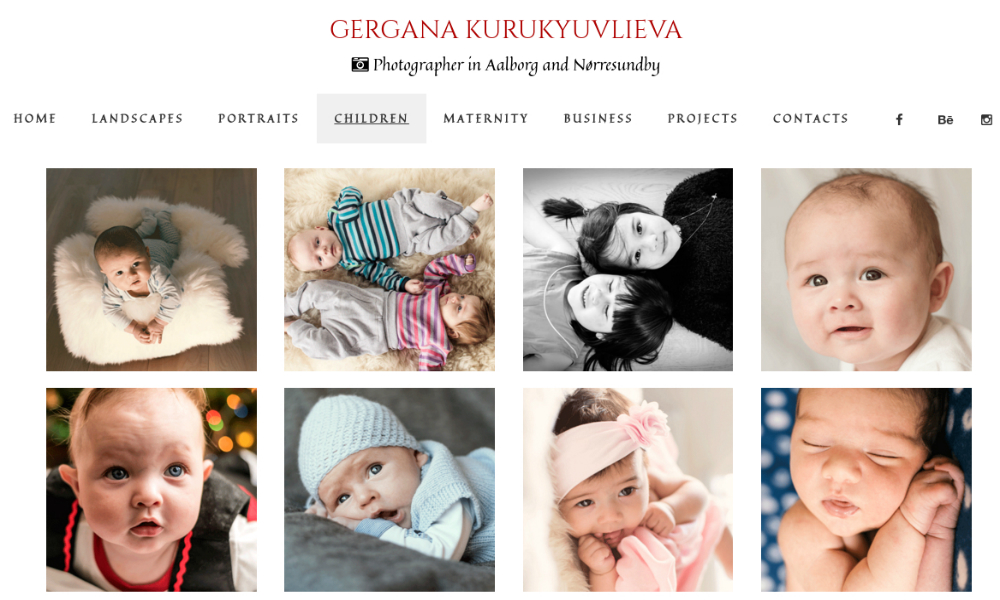 GERGANA KURUKYUVLIEVA
Photographer in Aalborg and Nørresundby
HOME LANDSCAPES PORTRAITS CHILDREN MATERNITY BUSINESS PROJECTS CONTACTS Bē